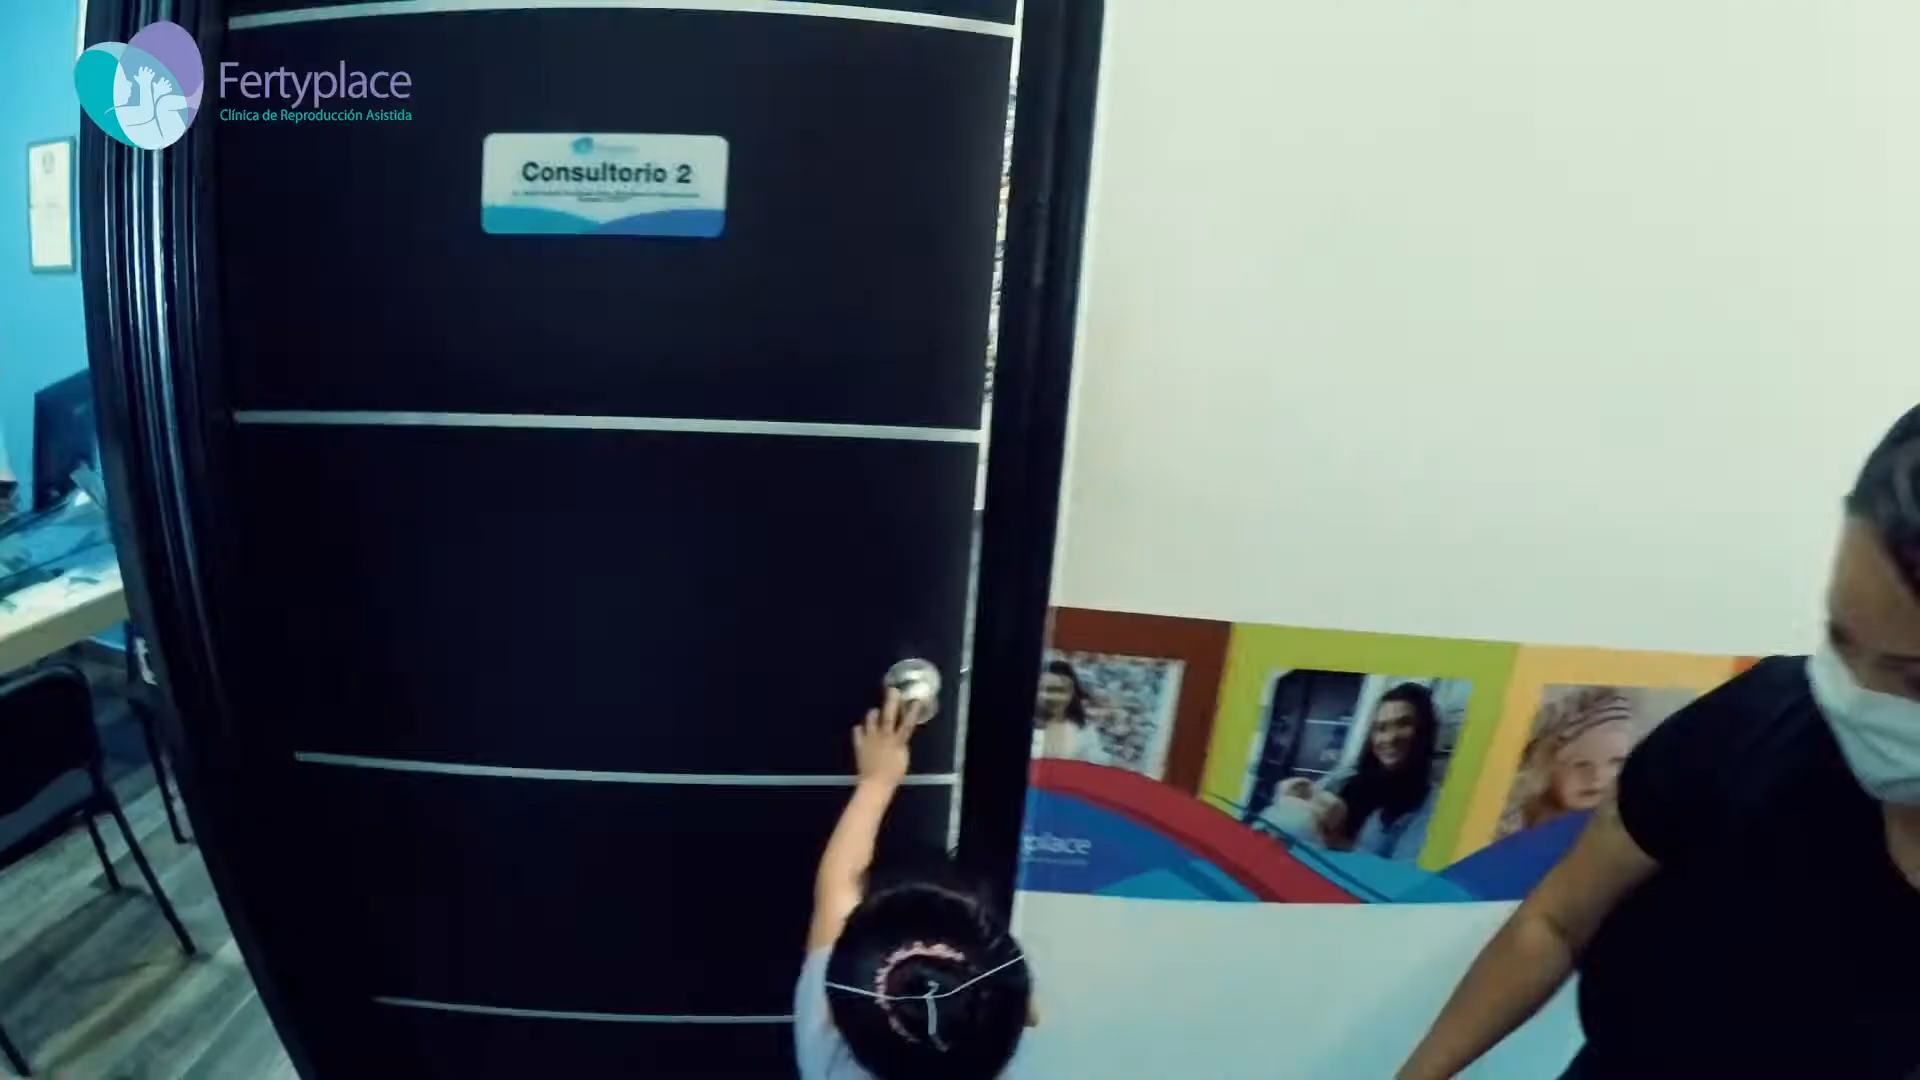 Fertyplace
Clínica de Reproducción Asistida
Consultorio 2
place